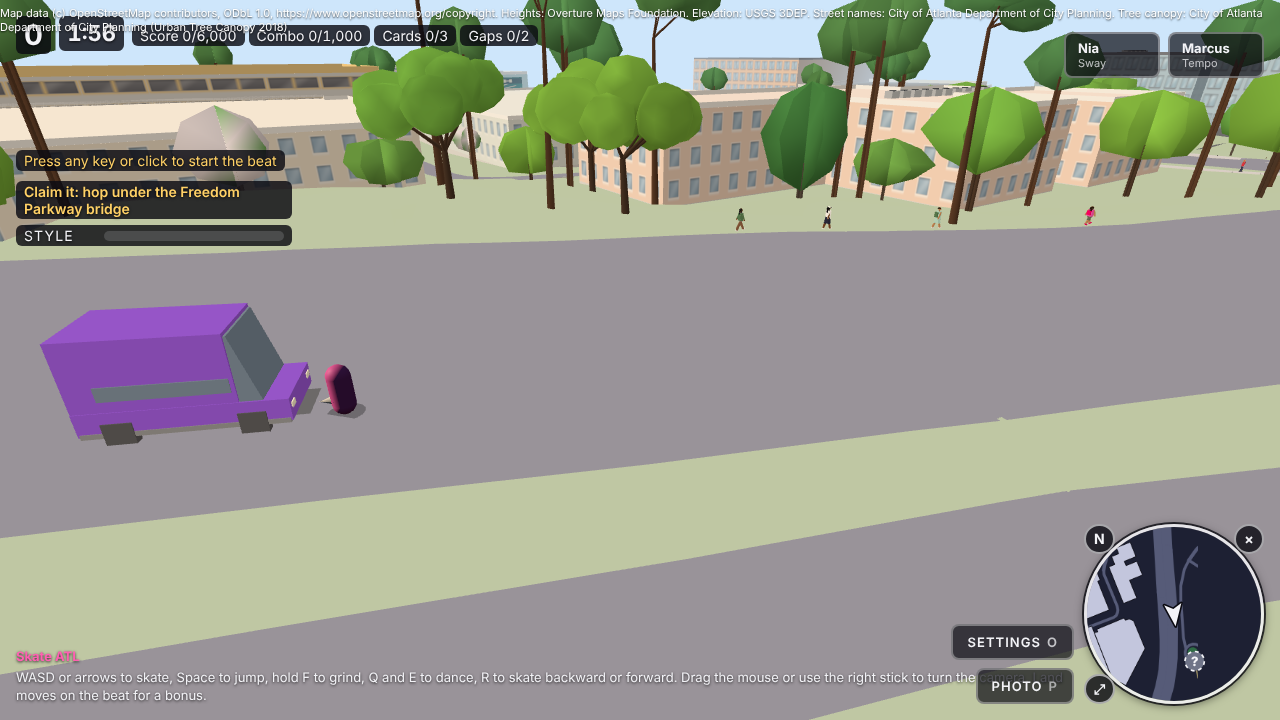 Map data (c) OpenStreetMap contributors, ODbL 1.0, https://www.openstreetmap.org/copyright. Heights: Overture Maps Foundation. Elevation: USGS 3DEP. Street names: City of Atlanta Department of City Planning. Tree canopy: City of Atlanta
Department of City Planning (Urban Tree Canopy 2018)
0 1:56 Score 0/6,000 Combo 0/1,000 Cards 0/3 Gaps 0/2
Nia
Sway
Marcus
Tempo
Press any key or click to start the beat
Claim it: hop under the Freedom
Parkway bridge
STYLE
N ×
?
SETTINGS O
PHOTO P
Skate ATL
WASD or arrows to skate, Space to jump, hold F to grind, Q and E to dance, R to skate backward or forward. Drag the mouse or use the right stick to turn the camera. Land
moves on the beat for a bonus.